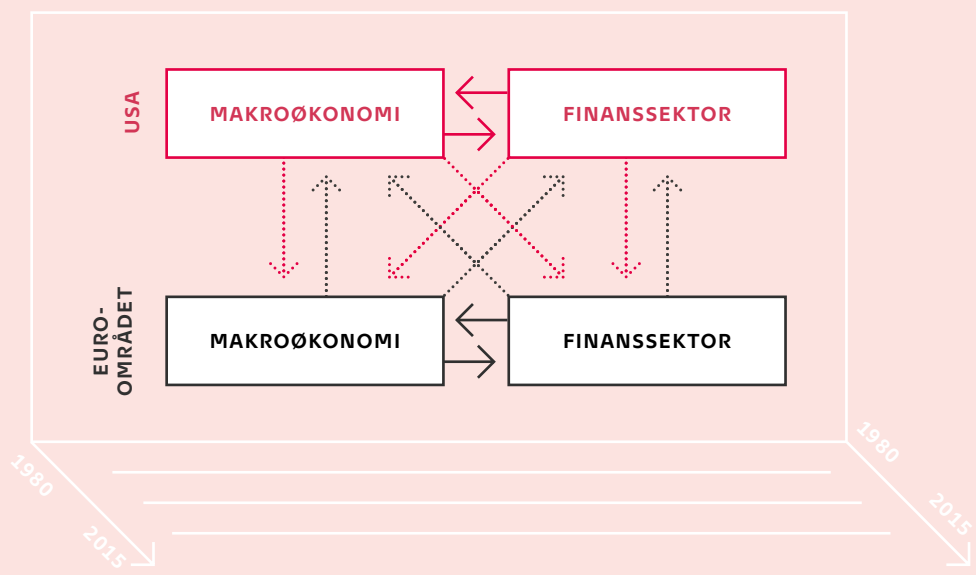 USA
MAKROØKONOMI
FINANSSEKTOR
EURO-
OMRÅDET
MAKROØKONOMI
FINANSSEKTOR
1980
2015
1980
2015